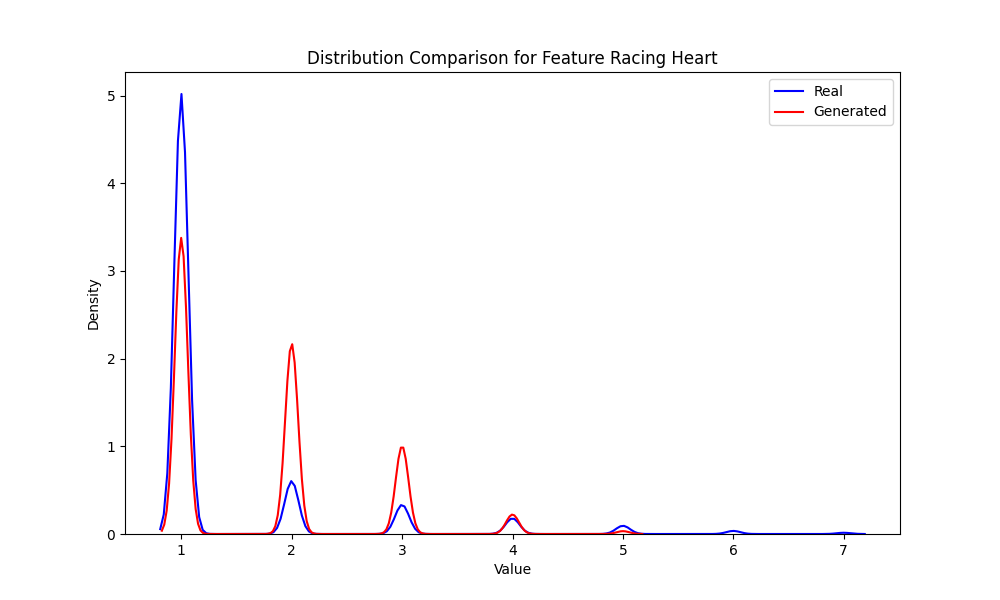 Distribution Comparison for Feature Racing Heart
Real
Generated
Density
5
4
3
2
1
0
1 2 3 4 5 6 7
Value